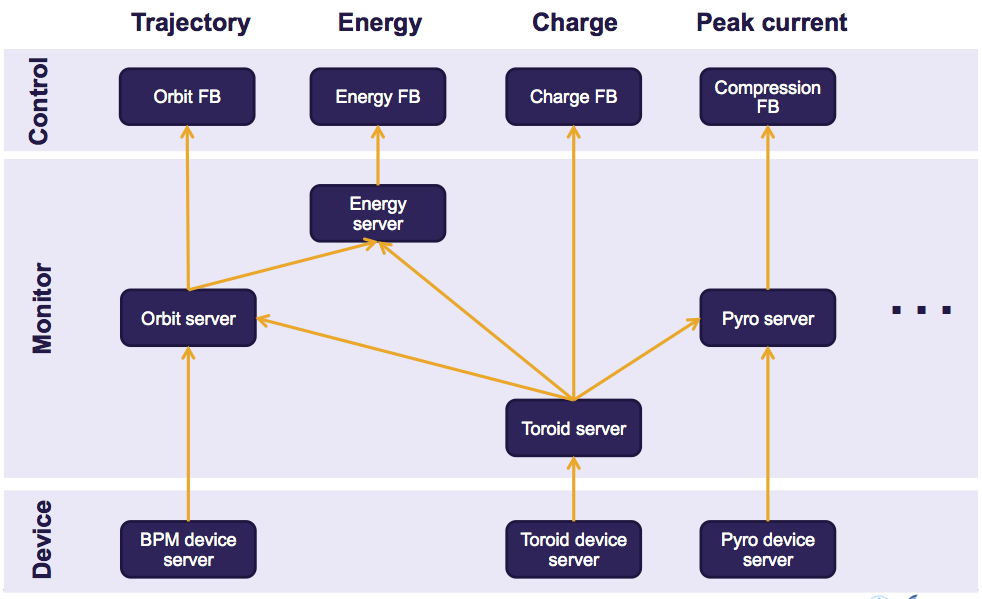 Trajectory
Energy
Charge
Peak current
Control
Orbit FB
Energy FB
Charge FB
Compression
FB
Monitor
Energy
server
Orbit server
Pyro server
. . .
Toroid server
Device
BPM device
server
Toroid device
server
Pyro device
server